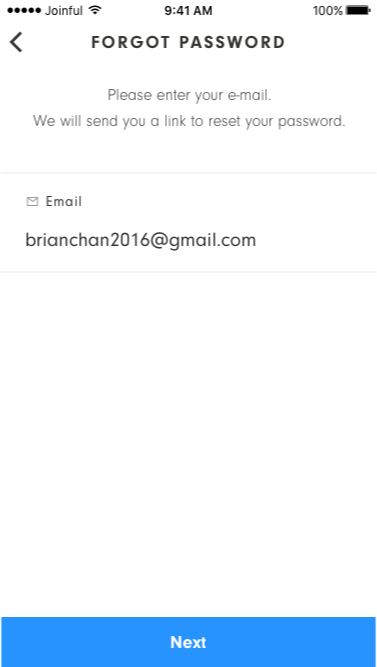 Joinful 9:41 AM 100%
FORGOT PASSWORD
Please enter your e-mail.
We will send you a link to reset your password.
Email
brianchan2016@gmail.com
Next